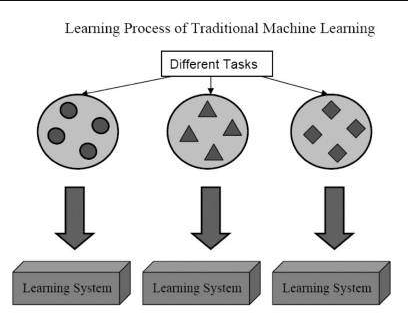 Learning Process of Traditional Machine Learning
Different Tasks
Learning System
Learning System
Learning System